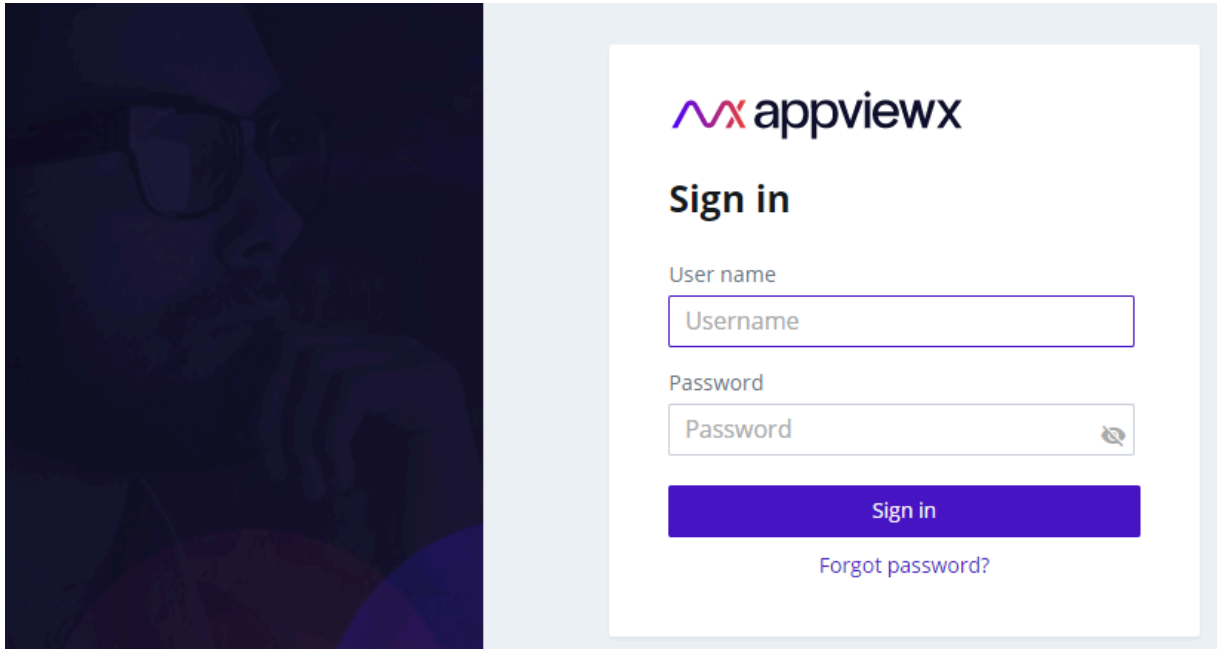 appviewx
Sign in
User name
Username
Password
Password
Sign in
Forgot password?